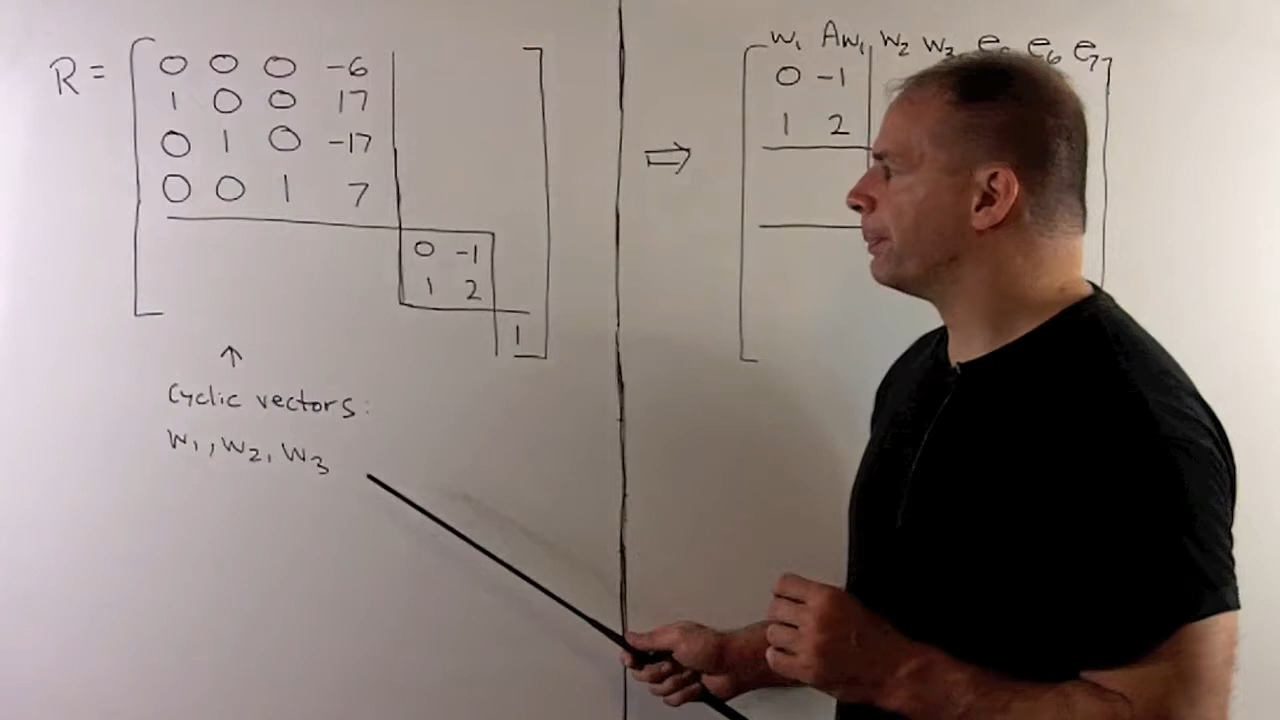 R = 0 0 0 -6
1 0 0 17
0 1 0 -17
0 0 1 7
0 -1
1 2
1
↑
Cyclic vectors:
w₁, w₂, w₃
⇒
w₁ Aw₁ w₂ w₃ e₆ e₇
0 -1
1 2